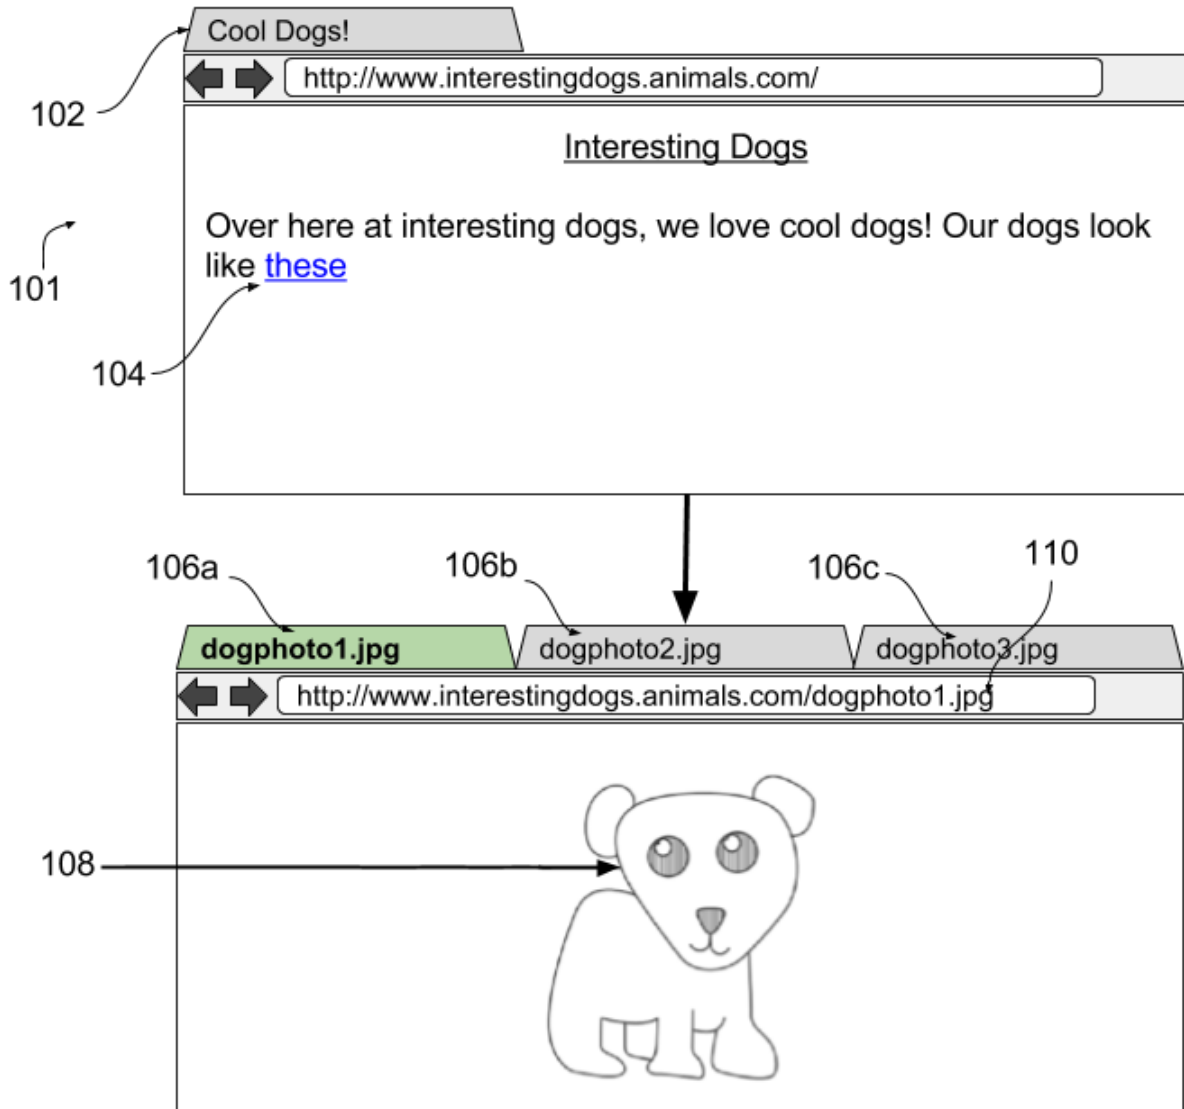 Cool Dogs!
http://www.interestingdogs.animals.com/
102
Interesting Dogs
Over here at interesting dogs, we love cool dogs! Our dogs look
like these
101
104
106a
106b
106c
110
dogphoto1.jpg
dogphoto2.jpg
dogphoto3.jpg
http://www.interestingdogs.animals.com/dogphoto1.jpg
108